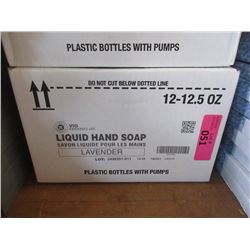 PLASTIC BOTTLES WITH PUMPS
DO NOT CUT BELOW DOTTED LINE
12-12.5 OZ
VIO
LIQUID HAND SOAP
SAVON LIQUIDE POUR LES MAINS
LAVENDER
051
PLASTIC BOTTLES WITH PUMPS